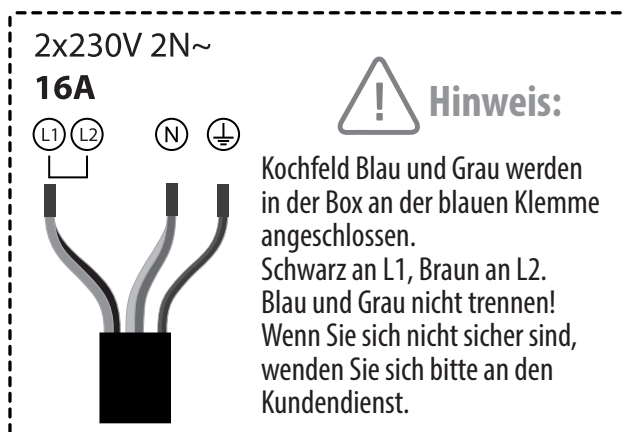 2x230V 2N~
16A
L1 L2 N
! Hinweis:
Kochfeld Blau und Grau werden
in der Box an der blauen Klemme
angeschlossen.
Schwarz an L1, Braun an L2.
Blau und Grau nicht trennen!
Wenn Sie sich nicht sicher sind,
wenden Sie sich bitte an den
Kundendienst.